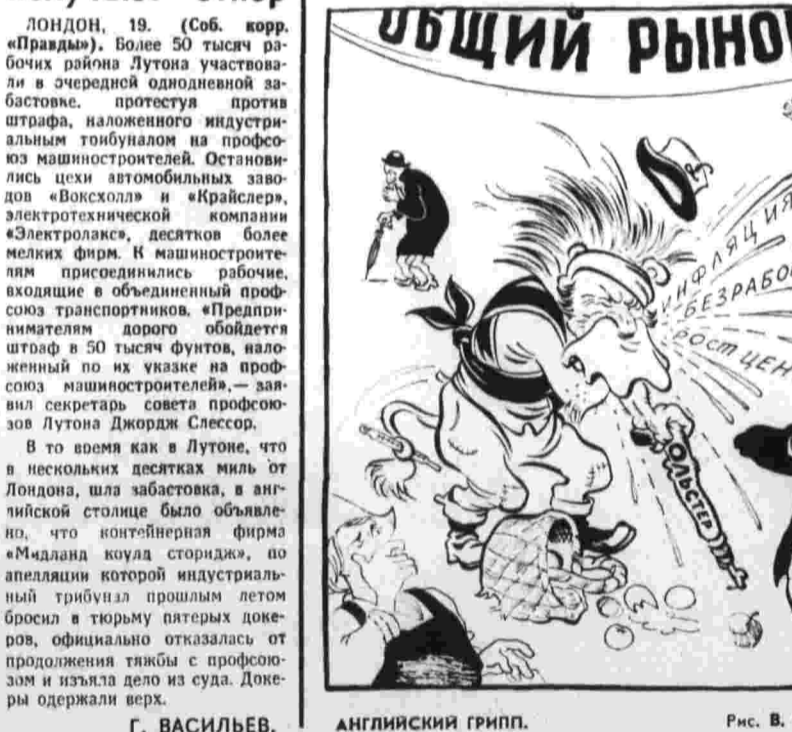 ЛОНДОН, 19. (Соб. корр.
«Правды»). Более 50 тысяч ра-
бочих района Лутона участвова-
ли в очередной однодневной за-
бастовке, протестуя против
штрафа, наложенного индустри-
альным тоибуналом на профсо-
юз машиностроителей. Останови-
лись цехи автомобильных заво-
дов «Воксхолл» и «Крайслер»,
электротехнической компании
«Электролакс», десятков более
мелких фирм. К машиностроите-
лям присоединились рабочие,
входящие в объединенный проф-
союз транспортников. «Предпри-
нимателям дорого обойдется
штраф в 50 тысяч фунтов, нало-
женный по их указке на проф-
союз машиностроителей»,— зая-
вил секретарь совета профсою-
зов Лутона Джордж Слессор.
В то время как в Лутоне, что
в нескольких десятках миль от
Лондона, шла забастовка, в анг-
лийской столице было объявле-
но, что контейнерная фирма
«Мидланд коулд сторидж», по
апелляции которой индустриаль-
ный трибунал прошлым летом
бросил в тюрьму пятерых доке-
ров, официально отказалась от
продолжения тяжбы с профсою-
зом и изъяла дело из суда. Доке-
ры одержали верх.
Г. ВАСИЛЬЕВ.
ОБЩИЙ РЫНО
ИНФЛЯЦИЯ
БЕЗРАБО
РОСТ ЦЕН
ОЛЬСТЕР
АНГЛИЙСКИЙ ГРИПП.
Рис. В.